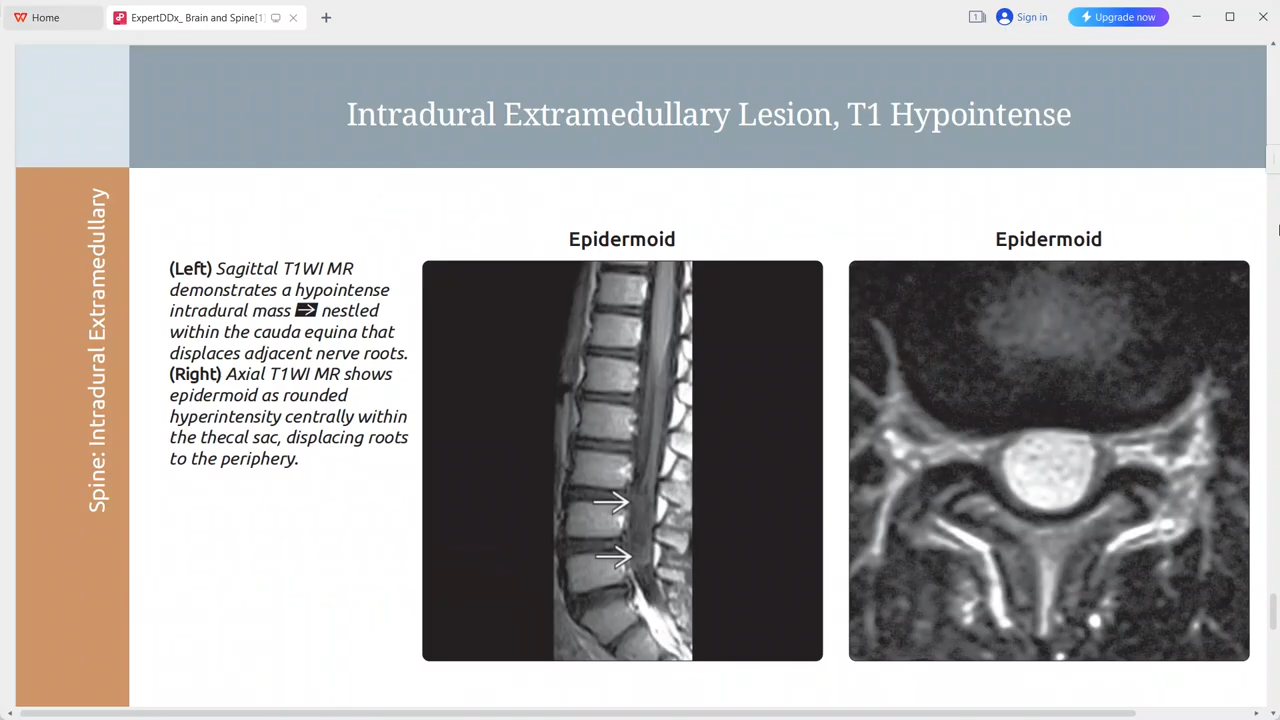 Home
ExpertDDx_ Brain and Spine[1]
1
Sign in
Upgrade now
Intradural Extramedullary Lesion, T1 Hypointense
Spine: Intradural Extramedullary
(Left) Sagittal T1WI MR
demonstrates a hypointense
intradural mass ➡ nestled
within the cauda equina that
displaces adjacent nerve roots.
(Right) Axial T1WI MR shows
epidermoid as rounded
hyperintensity centrally within
the thecal sac, displacing roots
to the periphery.
Epidermoid
Epidermoid